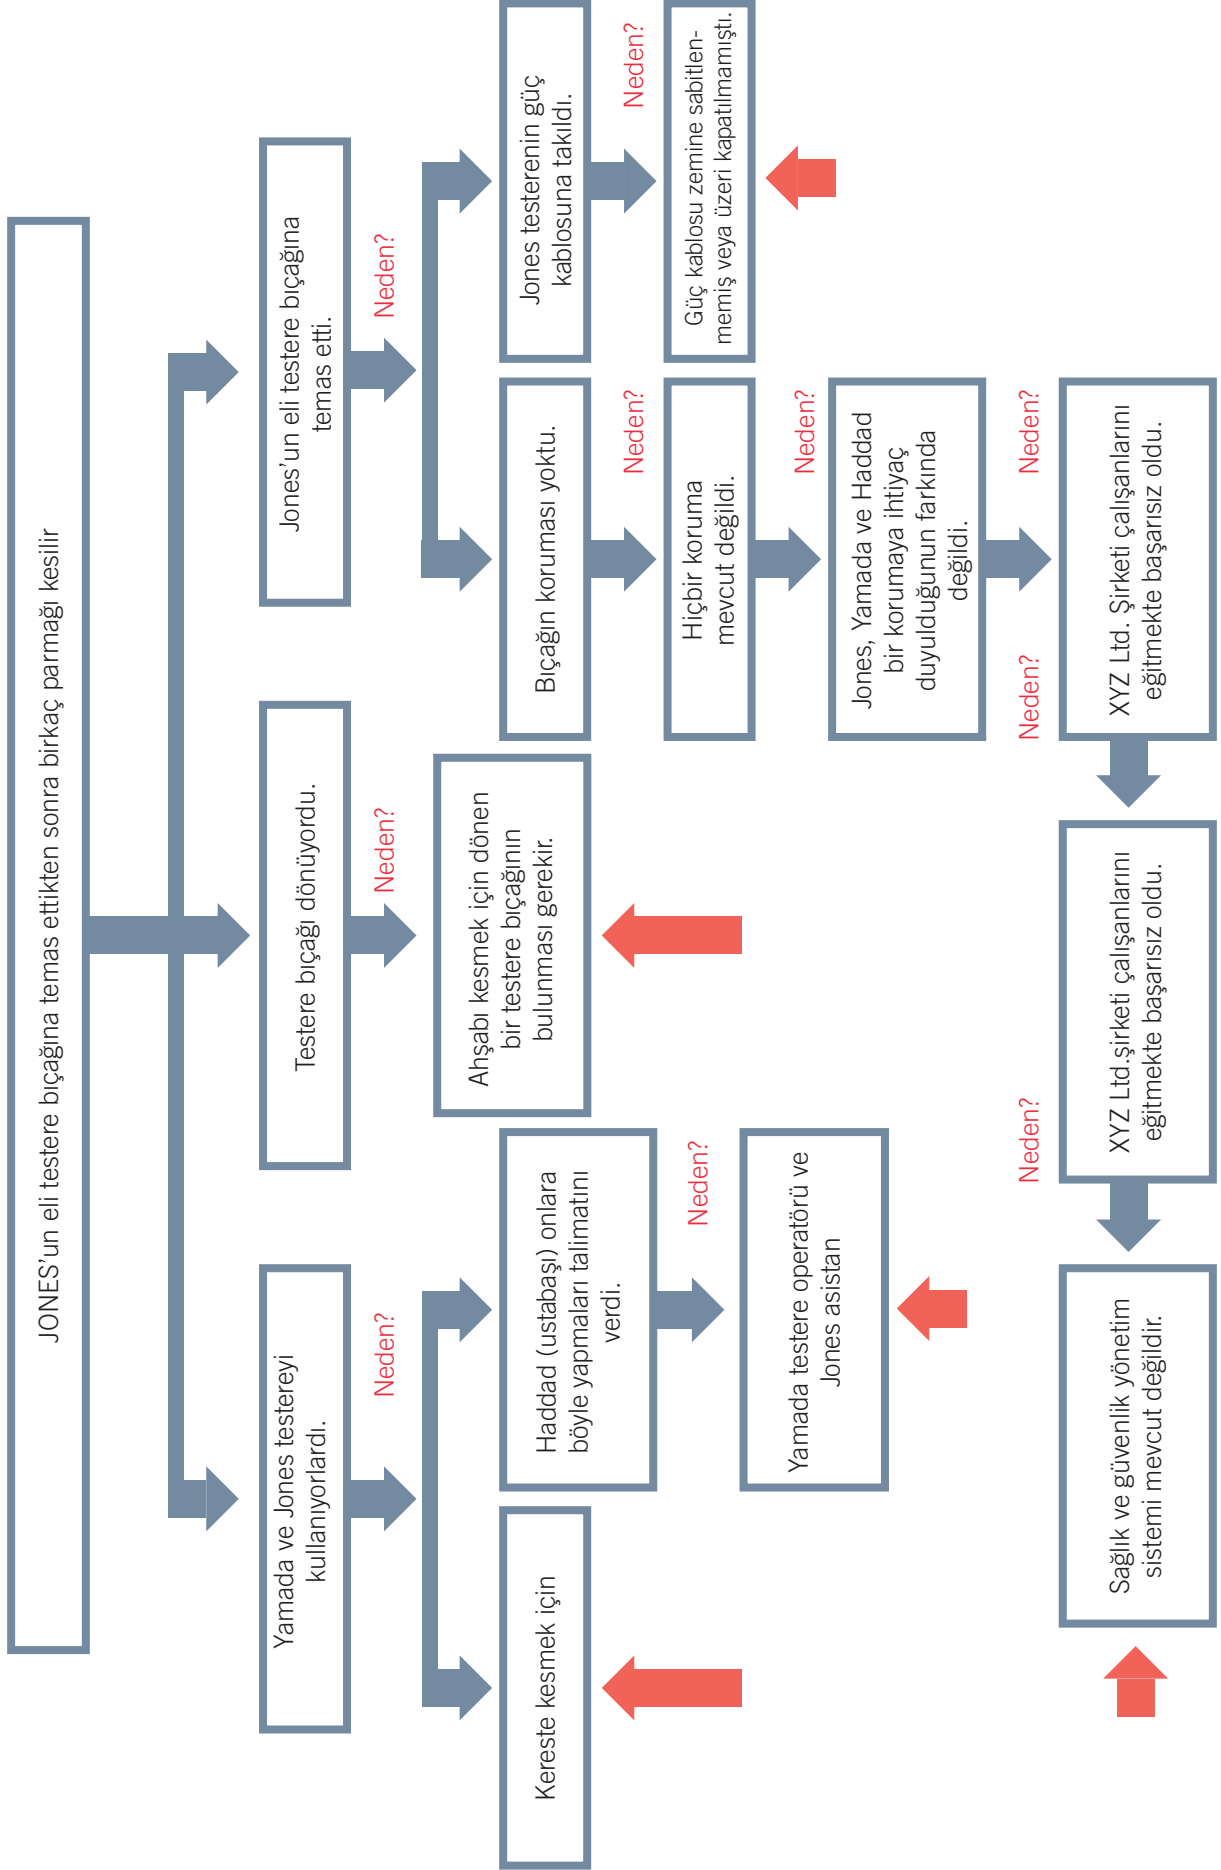 JONES’un eli testere bıçağına temas ettikten sonra birkaç parmağı kesilir
Yamada ve Jones testereyi
kullanıyorlardı.
Testere bıçağı dönüyordu.
Jones’un eli testere bıçağına
temas etti.
Neden?
Neden?
Neden?
Kereste kesmek için
Haddad (ustabaşı) onlara
böyle yapmaları talimatını
verdi.
Ahşabı kesmek için dönen
bir testere bıçağının
bulunması gerekir.
Bıçağın koruması yoktu.
Jones testerenin güç
kablosuna takıldı.
Neden?
Neden?
Neden?
Yamada testere operatörü ve
Jones asistan
Hiçbir koruma
mevcut değildi.
Güç kablosu zemine sabitlen-
memiş veya üzeri kapatılmamıştı.
Neden?
Jones, Yamada ve Haddad
bir korumaya ihtiyaç
duyulduğunun farkında
değildi.
Neden?
Neden?
Neden?
Sağlık ve güvenlik yönetim
sistemi mevcut değildir.
XYZ Ltd.şirketi çalışanlarını
eğitmekte başarısız oldu.
XYZ Ltd. Şirketi çalışanlarını
eğitmekte başarısız oldu.